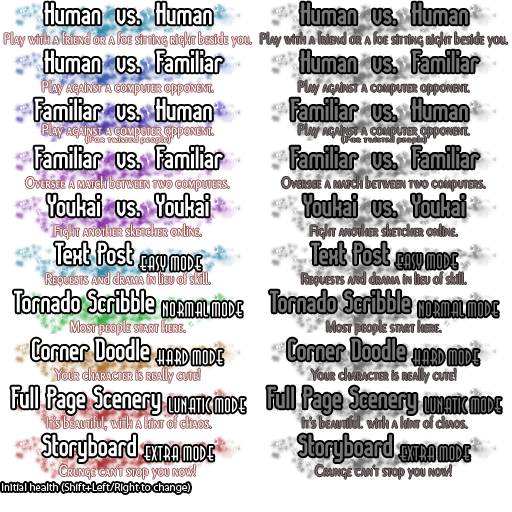 Human vs. Human
Play with a friend or a foe sitting right beside you.
Human vs. Familiar
Play against a computer opponent.
Familiar vs. Human
Play against a computer opponent.
(For twisted people)
Familiar vs. Familiar
Oversee a match between two computers.
Youkai vs. Youkai
Fight another sketcher online.
Text Post EASY MODE
Requests and drama in lieu of skill.
Tornado Scribble NORMAL MODE
Most people start here.
Corner Doodle HARD MODE
Your character is really cute!
Full Page Scenery LUNATIC MODE
It's beautiful, with a hint of chaos.
Storyboard EXTRA MODE
Crunge can't stop you now!
Initial health (Shift+Left/Right to change)
Human vs. Human
Play with a friend or a foe sitting right beside you.
Human vs. Familiar
Play against a computer opponent.
Familiar vs. Human
Play against a computer opponent.
(For twisted people)
Familiar vs. Familiar
Oversee a match between two computers.
Youkai vs. Youkai
Fight another sketcher online.
Text Post EASY MODE
Requests and drama in lieu of skill.
Tornado Scribble NORMAL MODE
Most people start here.
Corner Doodle HARD MODE
Your character is really cute!
Full Page Scenery LUNATIC MODE
It's beautiful, with a hint of chaos.
Storyboard EXTRA MODE
Crunge can't stop you now!